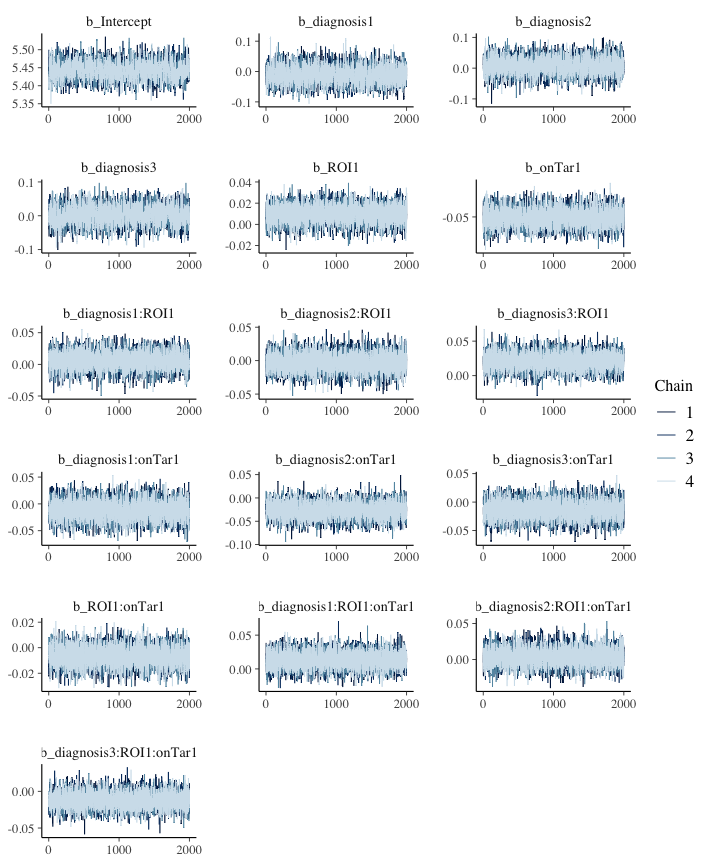 b_Intercept b_diagnosis1 b_diagnosis2
5.50 5.45 5.40 5.35 0.1 0.0 -0.1 0.1 0.0 -0.1
0 1000 2000 0 1000 2000 0 1000 2000
b_diagnosis3 b_ROI1 b_onTar1
0.1 0.0 -0.1 0.04 0.02 0.00 -0.02 -0.05
0 1000 2000 0 1000 2000 0 1000 2000
b_diagnosis1:ROI1 b_diagnosis2:ROI1 b_diagnosis3:ROI1
0.05 0.00 -0.05 0.05 0.00 -0.05 0.05 0.00
0 1000 2000 0 1000 2000 0 1000 2000
b_diagnosis1:onTar1 b_diagnosis2:onTar1 b_diagnosis3:onTar1
0.05 0.00 -0.05 0.05 0.00 -0.05 -0.10 0.05 0.00 -0.05
0 1000 2000 0 1000 2000 0 1000 2000
b_ROI1:onTar1 b_diagnosis1:ROI1:onTar1 b_diagnosis2:ROI1:onTar1
0.02 0.00 -0.02 0.05 0.00 0.05 0.00
0 1000 2000 0 1000 2000 0 1000 2000
b_diagnosis3:ROI1:onTar1
0.00 -0.05
0 1000 2000
Chain
1
2
3
4